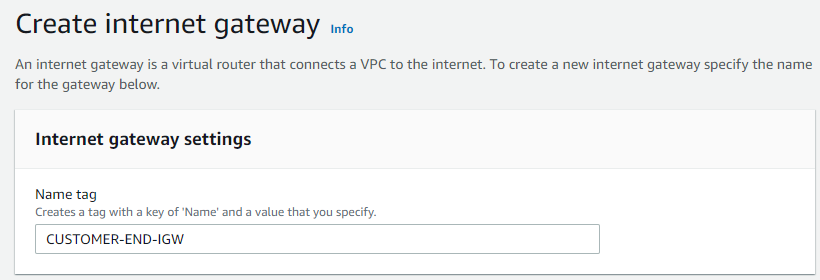 Create internet gateway Info
An internet gateway is a virtual router that connects a VPC to the internet. To create a new internet gateway specify the name
for the gateway below.
Internet gateway settings
Name tag
Creates a tag with a key of 'Name' and a value that you specify.
CUSTOMER-END-IGW